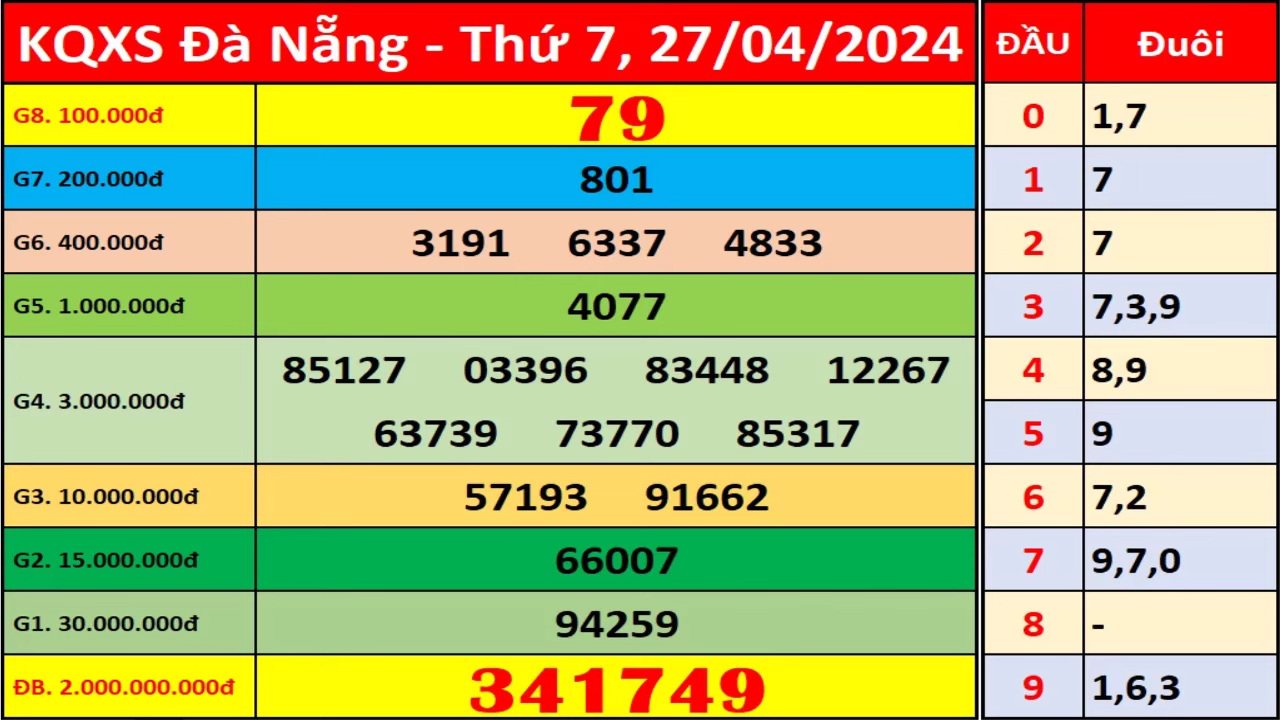 KQXS Đà Nẵng - Thứ 7, 27/04/2024 ĐẦU Đuôi
G8. 100.000đ 79 0 1,7
G7. 200.000đ 801 1 7
G6. 400.000đ 3191 6337 4833 2 7
G5. 1.000.000đ 4077 3 7,3,9
85127 03396 83448 12267 4 8,9
G4. 3.000.000đ
63739 73770 85317 5 9
G3. 10.000.000đ 57193 91662 6 7,2
G2. 15.000.000đ 66007 7 9,7,0
G1. 30.000.000đ 94259 8 -
ĐB. 2.000.000.000đ 341749 9 1,6,3